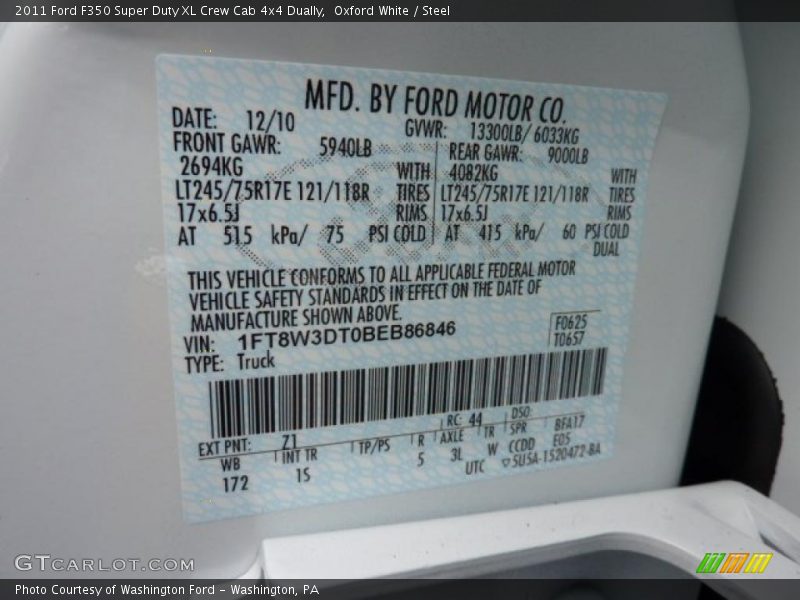 2011 Ford F350 Super Duty XL Crew Cab 4x4 Dually,  Oxford White / Steel
MFD. BY FORD MOTOR CO.
DATE: 12/10 GVWR: 13300LB/ 6033KG
FRONT GAWR: 5940LB REAR GAWR: 9000LB
2694KG WITH 4082KG WITH
LT245/75R17E 121/118R TIRES LT245/75R17E 121/118R TIRES
17x6.5J RIMS 17x6.5J RIMS
AT 515 kPa/ 75 PSI COLD AT 415 kPa/ 60 PSI COLD
DUAL
THIS VEHICLE CONFORMS TO ALL APPLICABLE FEDERAL MOTOR
VEHICLE SAFETY STANDARDS IN EFFECT ON THE DATE OF
MANUFACTURE SHOWN ABOVE.
VIN: 1FT8W3DT0BEB86846 F0625
TYPE: Truck T0657
EXT PNT: Z1 RC: 44 DSO:
WB INT TR TP/PS R AXLE TR SPR BFA17
172 1S 5 3L W CCDD E05
UTC 5U5A-1520472-BA
GTCARLOT.COM
Photo Courtesy of Washington Ford – Washington, PA